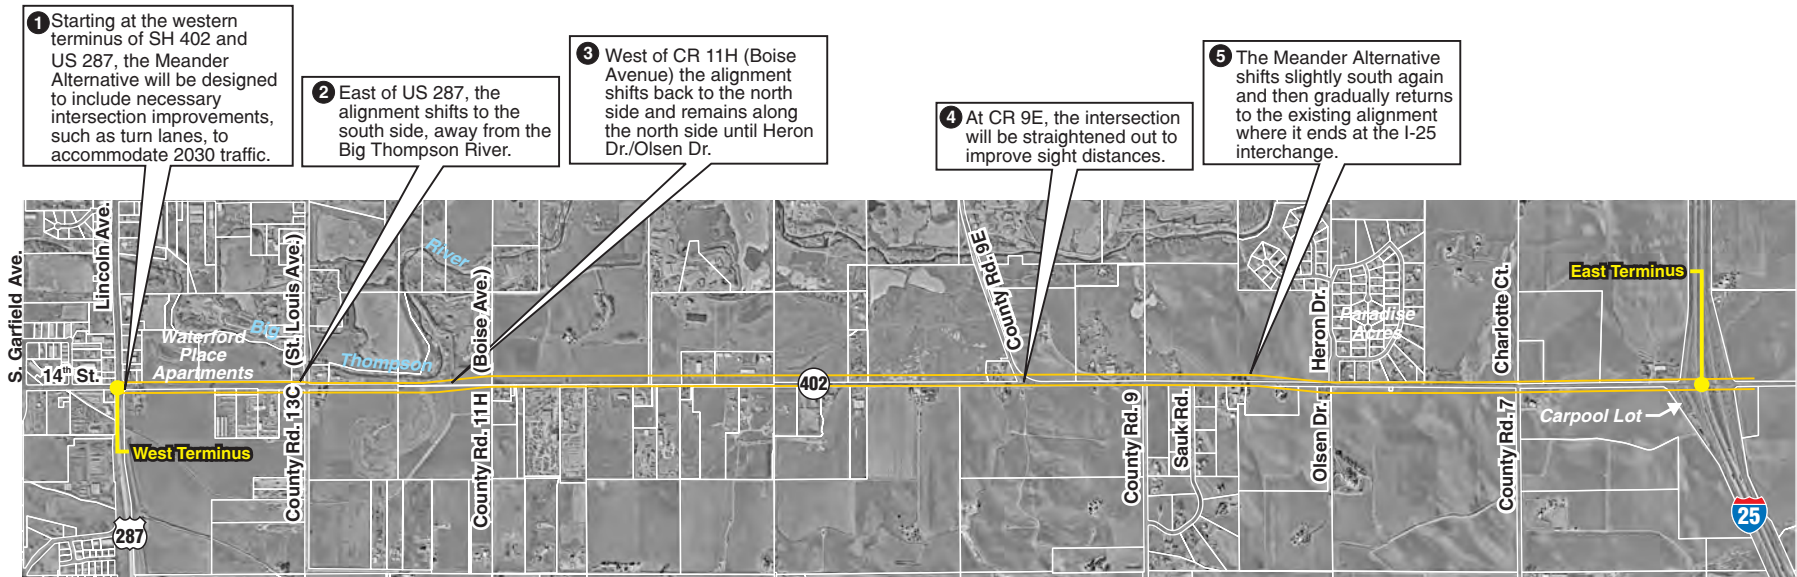 1 Starting at the western
terminus of SH 402 and
US 287, the Meander
Alternative will be designed
to include necessary
intersection improvements,
such as turn lanes, to
accommodate 2030 traffic.
2 East of US 287, the
alignment shifts to the
south side, away from the
Big Thompson River.
3 West of CR 11H (Boise
Avenue) the alignment
shifts back to the north
side and remains along
the north side until Heron
Dr./Olsen Dr.
4 At CR 9E, the intersection
will be straightened out to
improve sight distances.
5 The Meander Alternative
shifts slightly south again
and then gradually returns
to the existing alignment
where it ends at the I-25
interchange.
S. Garfield Ave.
Lincoln Ave.
14th St.
Waterford
Place
Apartments
Big
Thompson
River
County Rd. 13C (St. Louis Ave.)
County Rd. 11H (Boise Ave.)
402
County Rd. 9E
County Rd. 9
Sauk Rd.
Heron Dr.
Olsen Dr.
Paradise
Acres
Charlotte Ct.
County Rd. 7
East Terminus
Carpool Lot
West Terminus
287
25